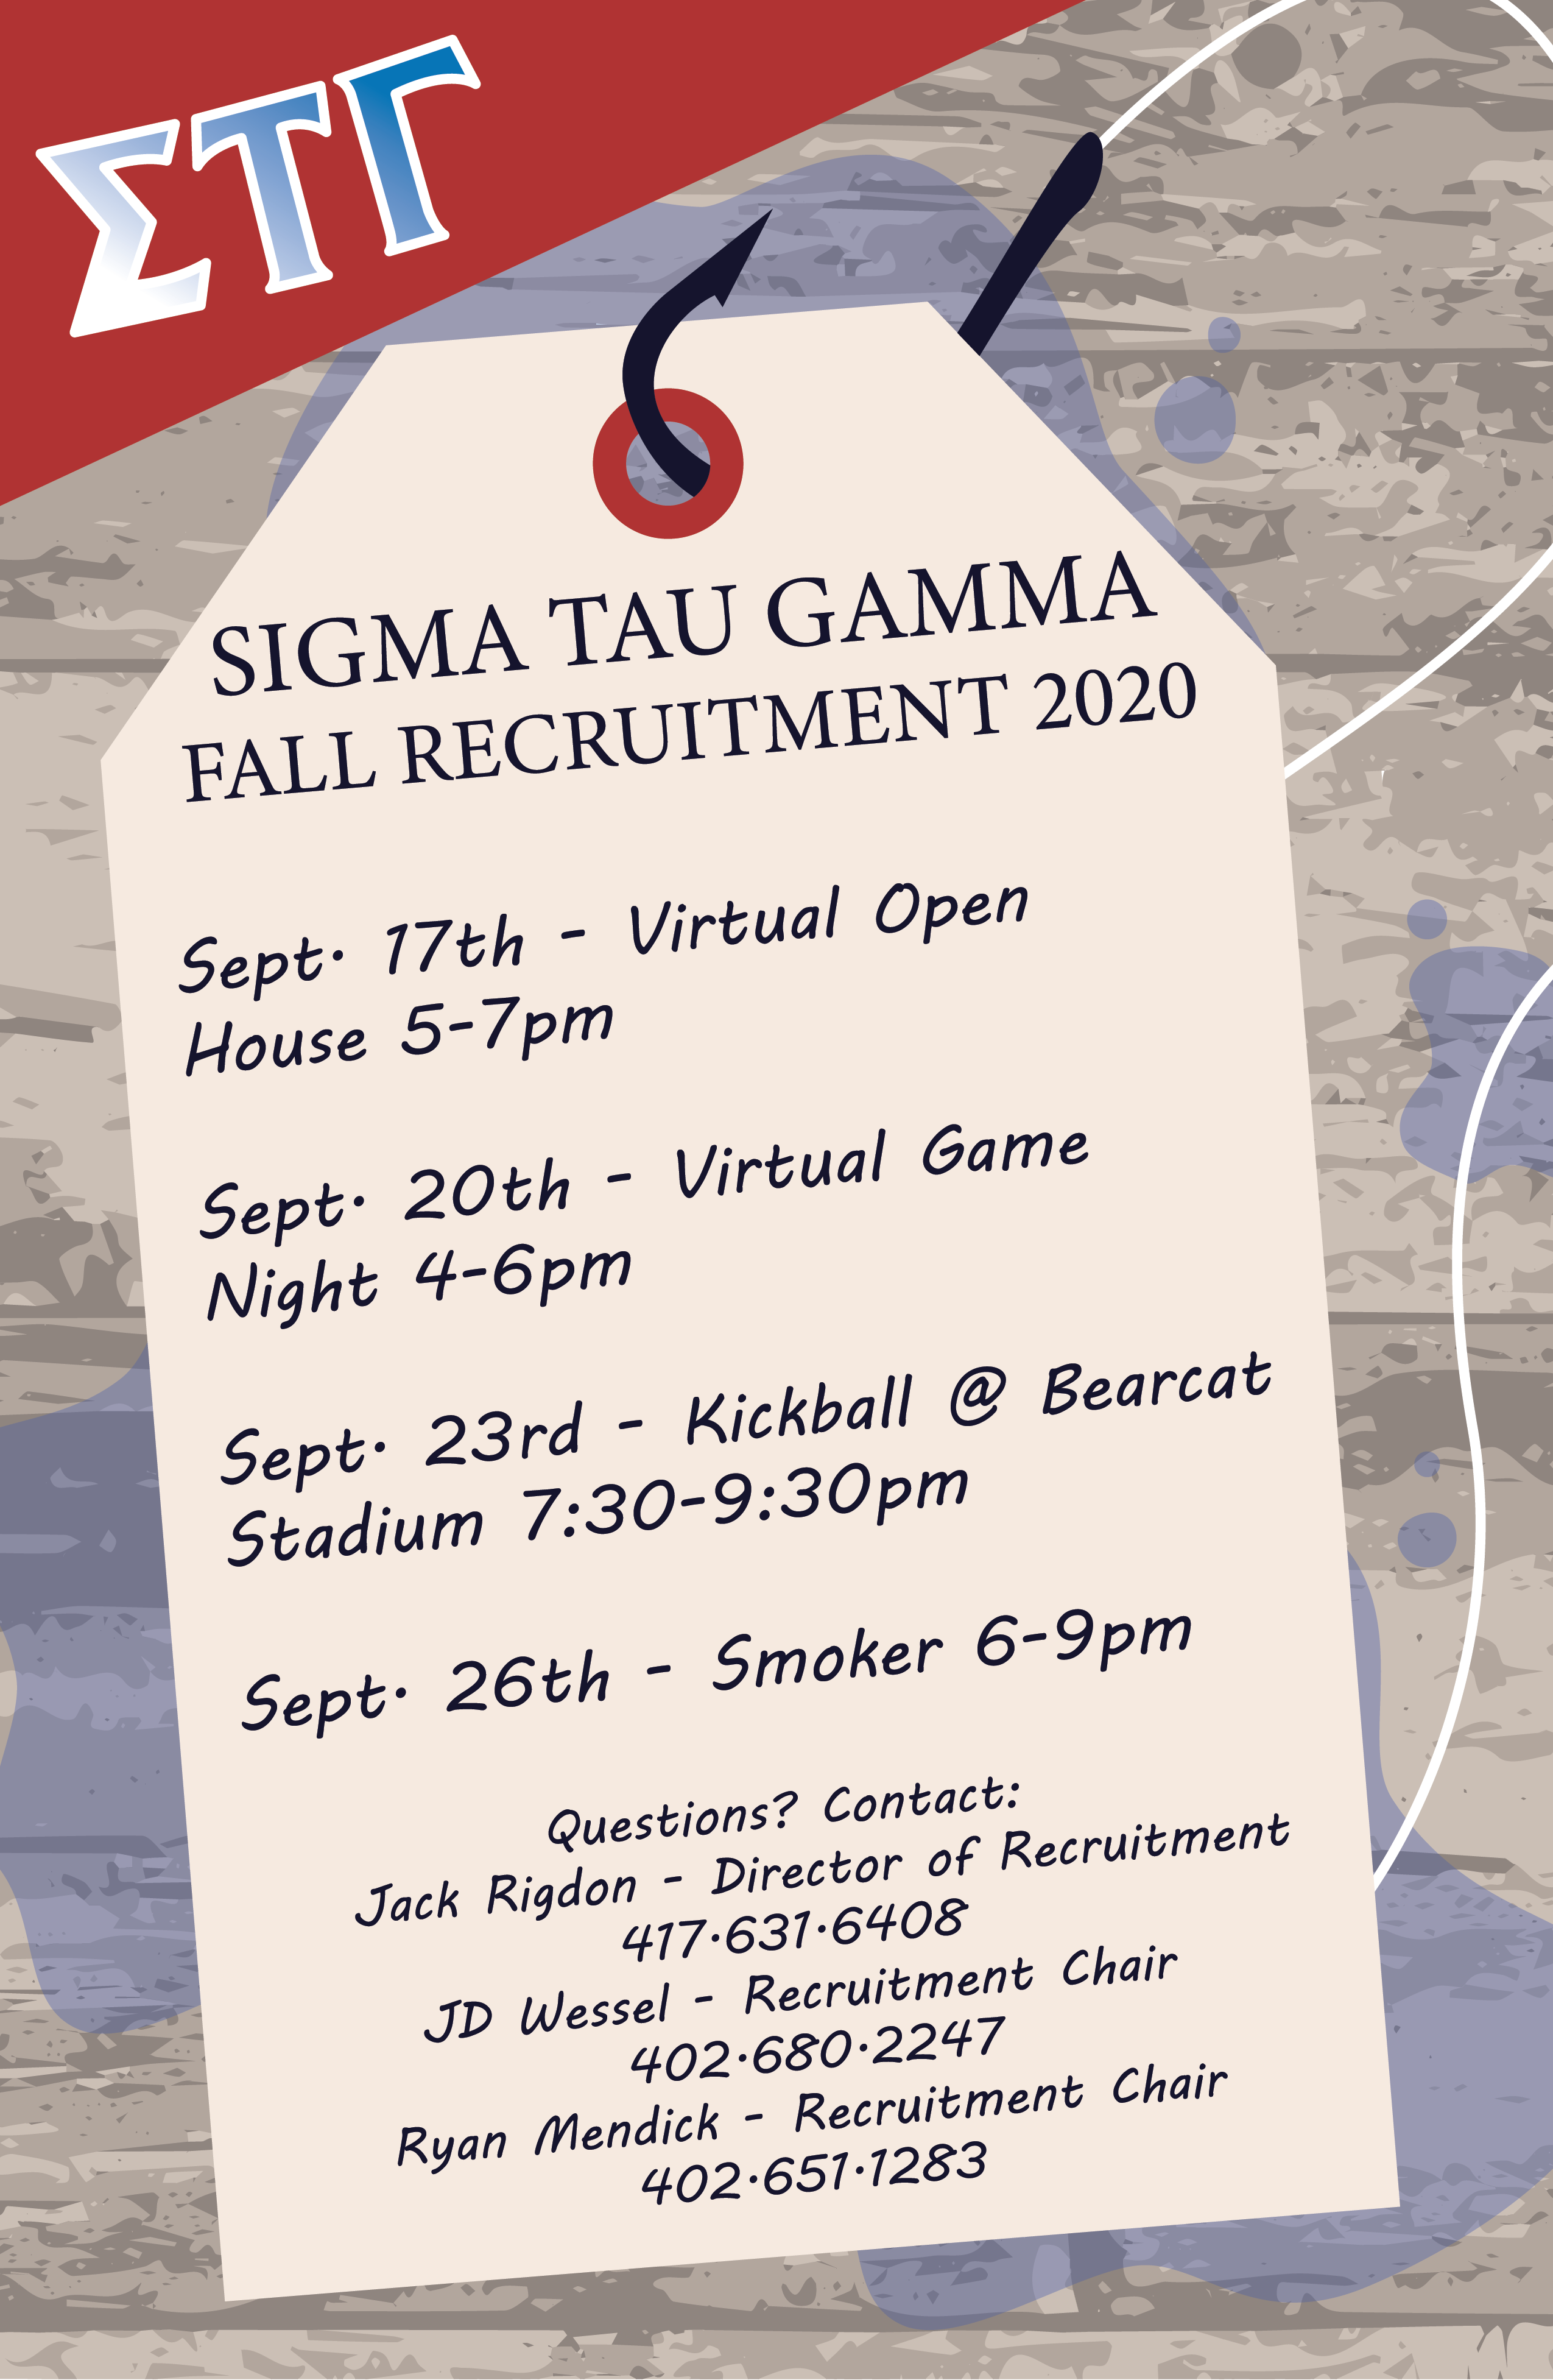 ΣΤΓ
SIGMA TAU GAMMA
FALL RECRUITMENT 2020
Sept. 17th - Virtual Open
House 5-7pm
Sept. 20th - Virtual Game
Night 4-6pm
Sept. 23rd - Kickball @ Bearcat
Stadium 7:30-9:30pm
Sept. 26th - Smoker 6-9pm
Questions? Contact:
Jack Rigdon - Director of Recruitment
417·631·6408
JD Wessel - Recruitment Chair
402·680·2247
Ryan Mendick - Recruitment Chair
402·651·1283